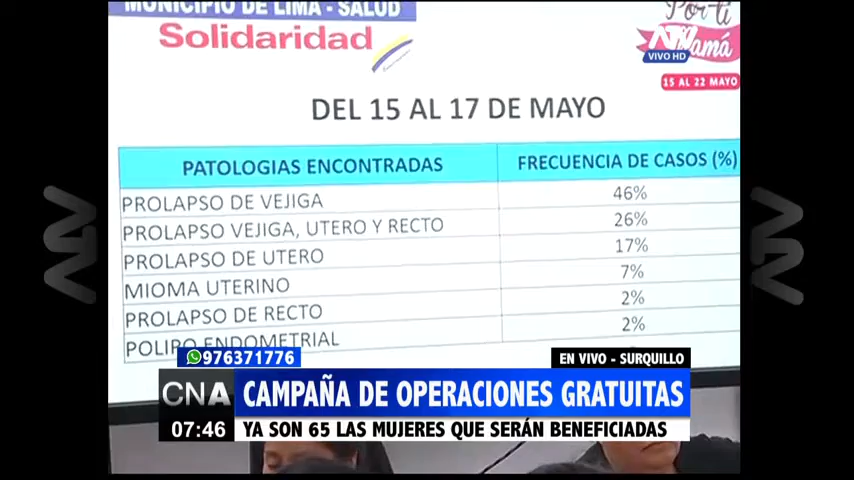 MUNICIPIO DE LIMA - SALUD
Solidaridad
Por ti
Mamá
ATV
VIVO HD
15 AL 22 MAYO
DEL 15 AL 17 DE MAYO
PATOLOGIAS ENCONTRADAS FRECUENCIA DE CASOS (%)
PROLAPSO DE VEJIGA 46%
PROLAPSO VEJIGA, UTERO Y RECTO 26%
PROLAPSO DE UTERO 17%
MIOMA UTERINO 7%
PROLAPSO DE RECTO 2%
POLIPO ENDOMETRIAL 2%
976371776
EN VIVO - SURQUILLO
CNA CAMPAÑA DE OPERACIONES GRATUITAS
07:46 YA SON 65 LAS MUJERES QUE SERÁN BENEFICIADAS